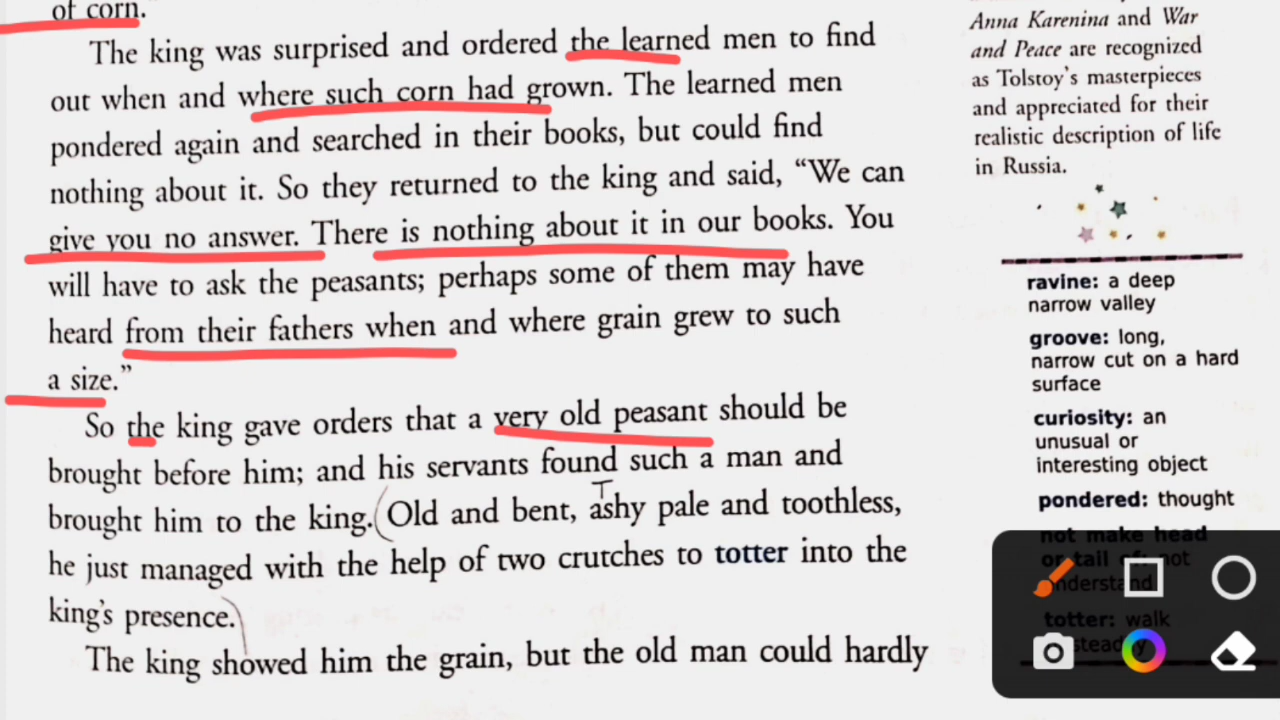 of corn."
The king was surprised and ordered the learned men to find
out when and where such corn had grown. The learned men
pondered again and searched in their books, but could find
nothing about it. So they returned to the king and said, “We can
give you no answer. There is nothing about it in our books. You
will have to ask the peasants; perhaps some of them may have
heard from their fathers when and where grain grew to such
a size.”
So the king gave orders that a very old peasant should be
brought before him; and his servants found such a man and
brought him to the king. Old and bent, ashy pale and toothless,
he just managed with the help of two crutches to totter into the
king's presence.
The king showed him the grain, but the old man could hardly
Anna Karenina and War
and Peace are recognized
as Tolstoy's masterpieces
and appreciated for their
realistic description of life
in Russia.
ravine: a deep
narrow valley
groove: long,
narrow cut on a hard
surface
curiosity: an
unusual or
interesting object
pondered: thought
not make head
or tail of: not
understand
totter: walk